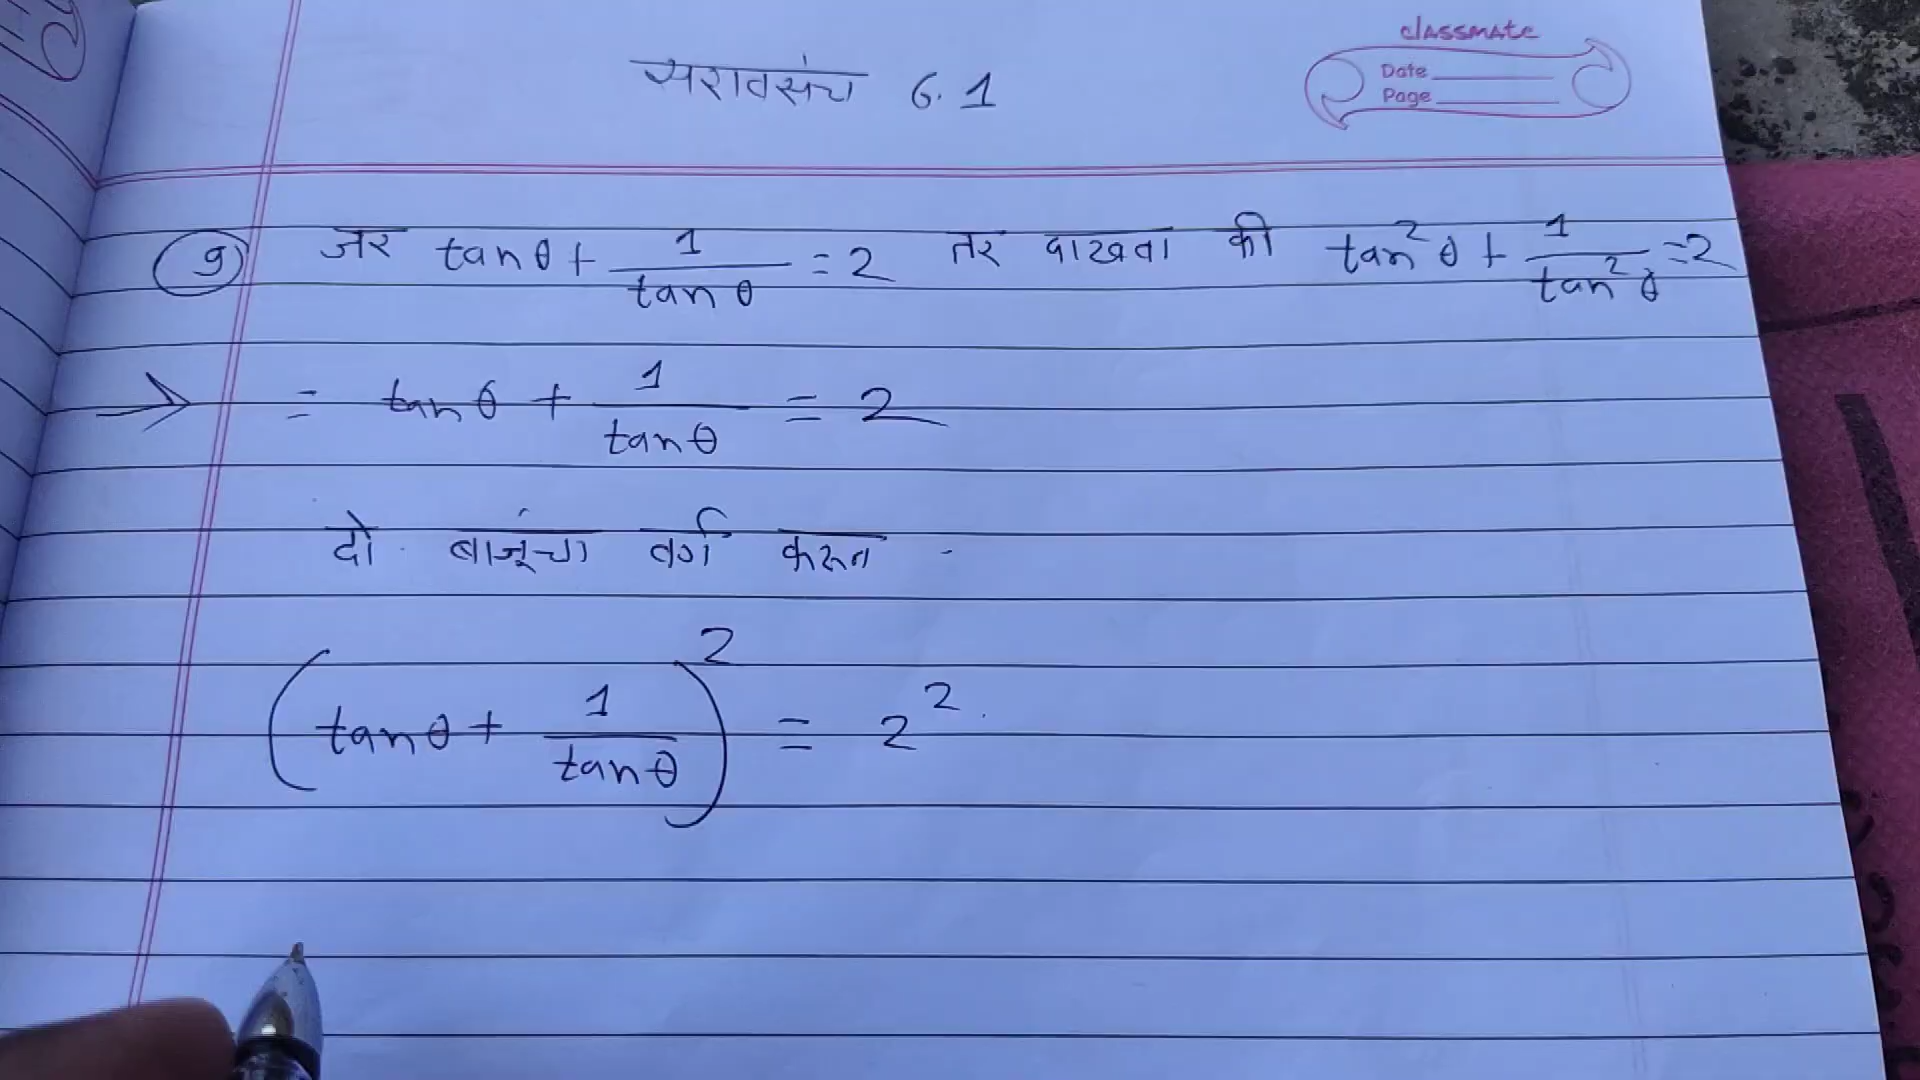 classmate
Date
Page
सरावसंच 6.1
9) जर tanθ + 1/tanθ = 2 तर दाखवा की tan²θ + 1/tan²θ = 2
→ = tanθ + 1/tanθ = 2
दो. बाजूंचा वर्ग करून
(tanθ + 1/tanθ)² = 2²